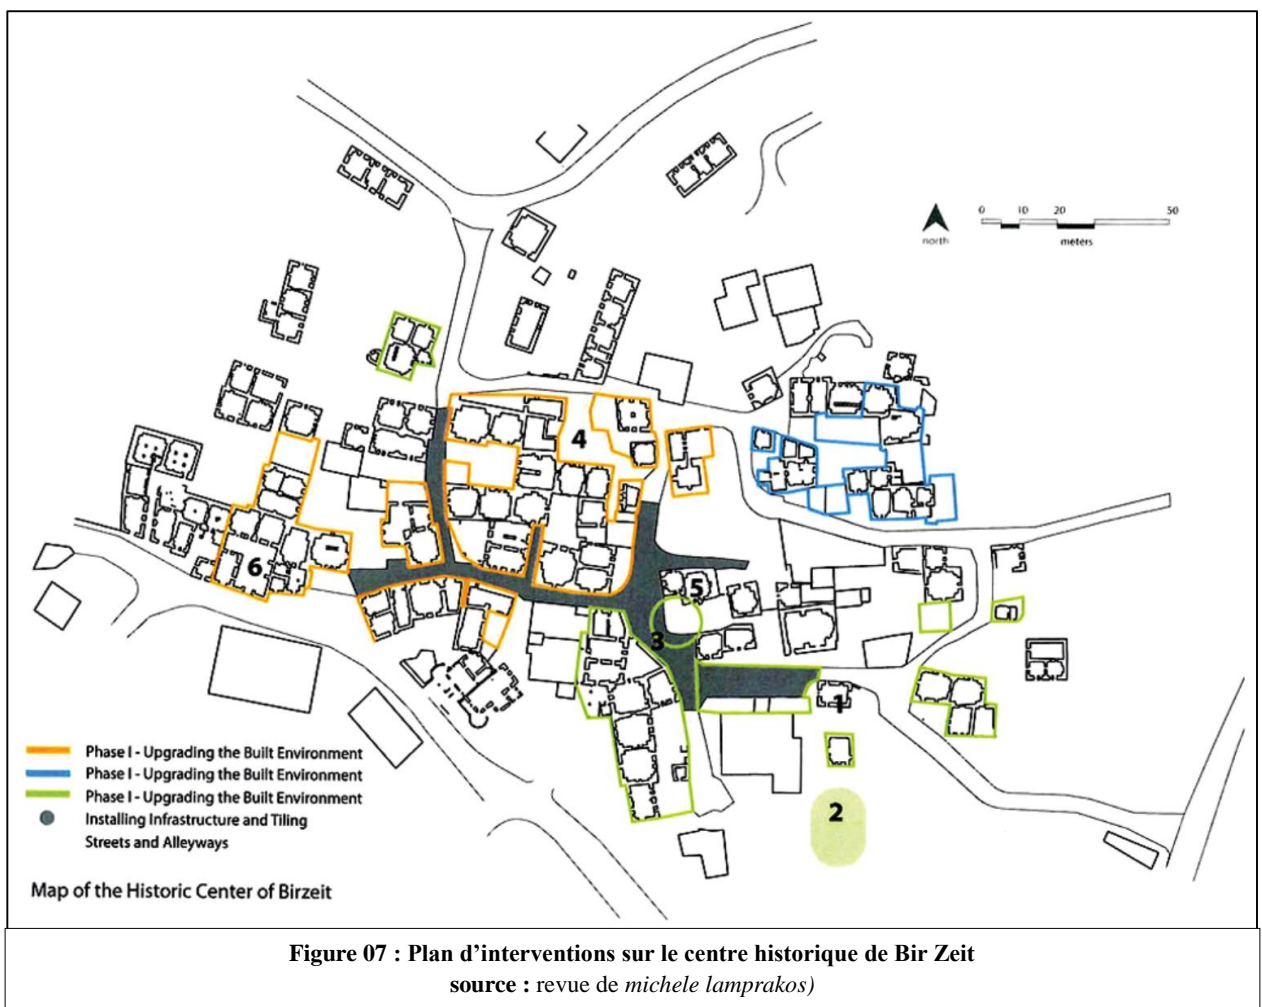 0 10 20 50
north
meters
4
5
6
3
1
2
Phase I - Upgrading the Built Environment
Phase I - Upgrading the Built Environment
Phase I - Upgrading the Built Environment
Installing Infrastructure and Tiling
Streets and Alleyways
Map of the Historic Center of Birzeit
Figure 07 : Plan d’interventions sur le centre historique de Bir Zeit
source : revue de michele lamprakos)